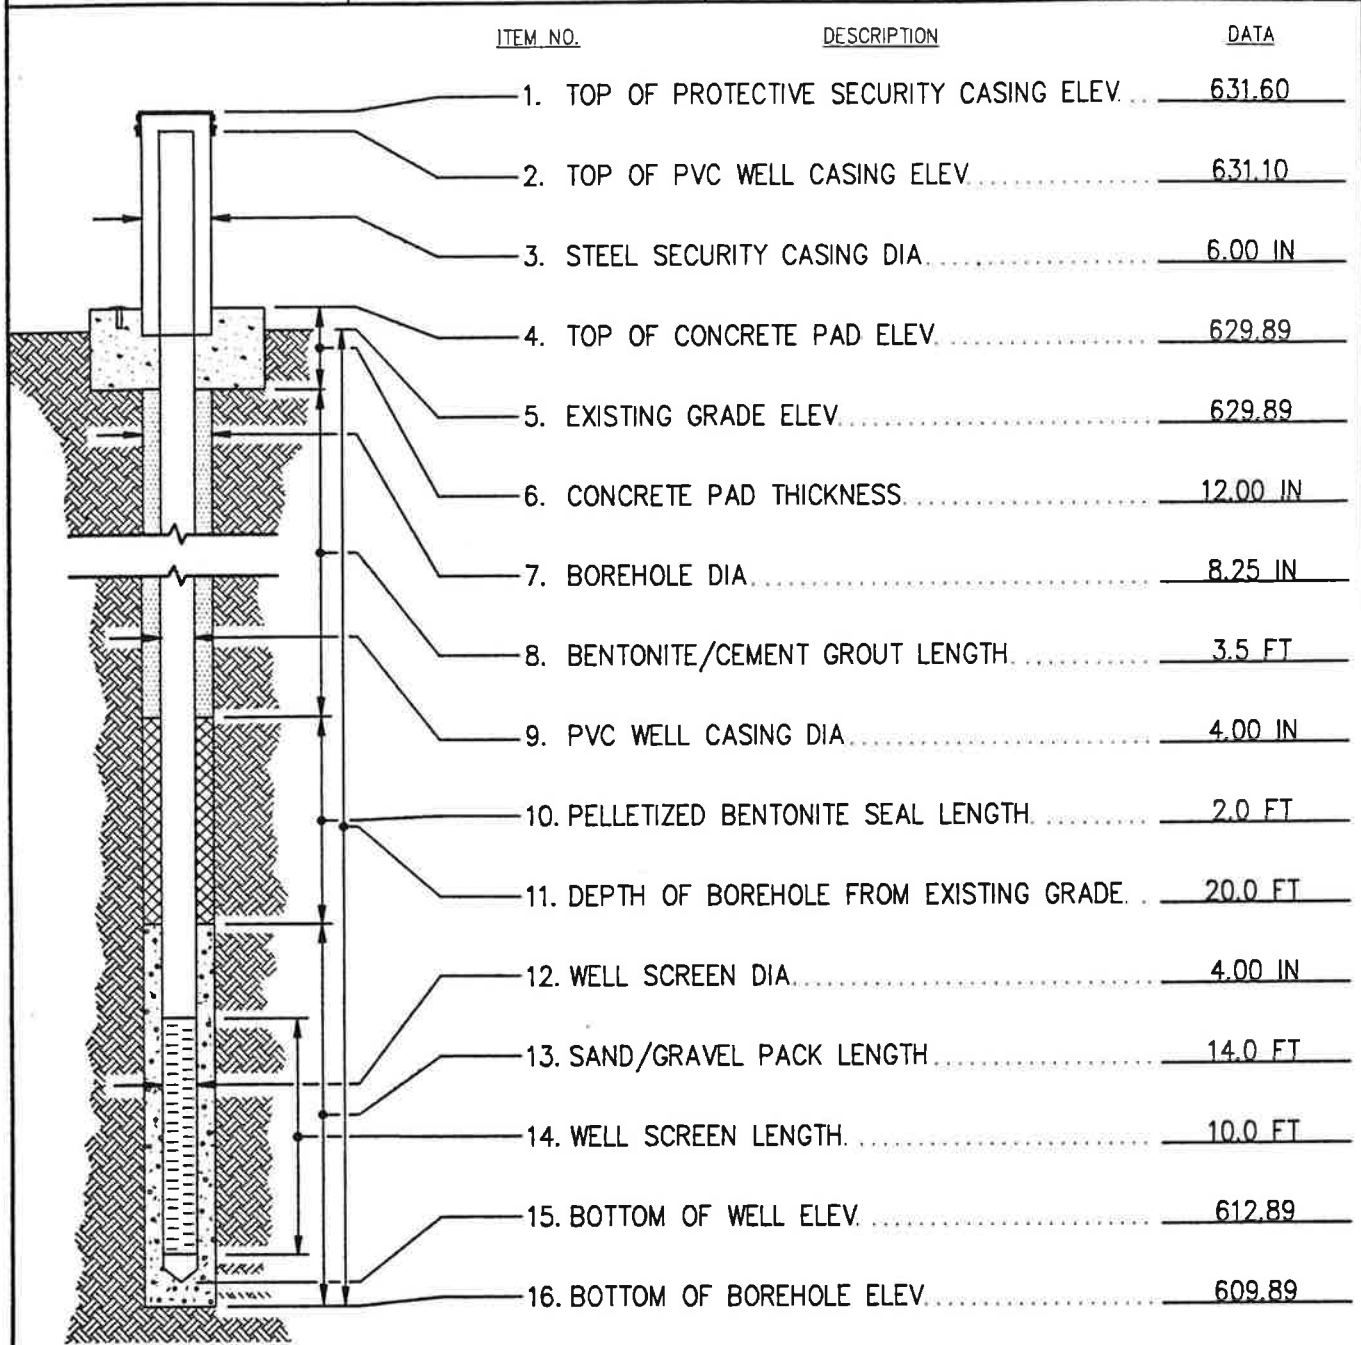 ITEM NO. DESCRIPTION DATA
1. TOP OF PROTECTIVE SECURITY CASING ELEV. .. 631.60
2. TOP OF PVC WELL CASING ELEV................. 631.10
3. STEEL SECURITY CASING DIA.................... 6.00 IN
4. TOP OF CONCRETE PAD ELEV.................... 629.89
5. EXISTING GRADE ELEV........................... 629.89
6. CONCRETE PAD THICKNESS...................... 12.00 IN
7. BOREHOLE DIA.................................. 8.25 IN
8. BENTONITE/CEMENT GROUT LENGTH............. 3.5 FT
9. PVC WELL CASING DIA.......................... 4.00 IN
10. PELLETIZED BENTONITE SEAL LENGTH........... 2.0 FT
11. DEPTH OF BOREHOLE FROM EXISTING GRADE. .. 20.0 FT
12. WELL SCREEN DIA.............................. 4.00 IN
13. SAND/GRAVEL PACK LENGTH................... 14.0 FT
14. WELL SCREEN LENGTH......................... 10.0 FT
15. BOTTOM OF WELL ELEV........................ 612.89
16. BOTTOM OF BOREHOLE ELEV.................... 609.89